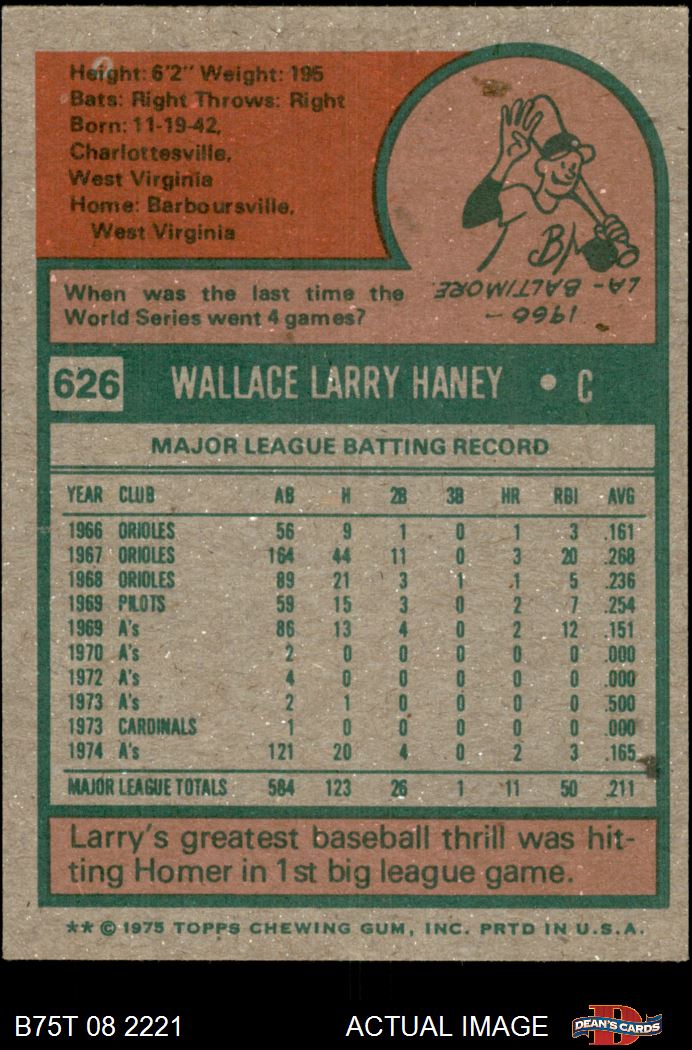 Height: 6'2" Weight: 195
Bats: Right Throws: Right
Born: 11-19-42,
Charlottesville,
West Virginia
Home: Barboursville,
West Virginia
When was the last time the
World Series went 4 games?
1966 -
LA - BALTIMORE.
626 WALLACE LARRY HANEY • C
MAJOR LEAGUE BATTING RECORD
YEAR CLUB AB H 2B 3B HR RBI AVG
1966 ORIOLES 56 9 1 0 1 3 .161
1967 ORIOLES 164 44 11 0 3 20 .268
1968 ORIOLES 89 21 3 1 .1 5 .236
1969 PILOTS 59 15 3 0 2 7 .254
1969 A's 86 13 4 0 2 12 .151
1970 A's 2 0 0 0 0 0 .000
1972 A's 4 0 0 0 0 0 .000
1973 A's 2 1 0 0 0 0 .500
1973 CARDINALS 1 0 0 0 0 0 .000
1974 A's 121 20 4 0 2 3 .165
MAJOR LEAGUE TOTALS 584 123 26 1 11 50 .211
Larry's greatest baseball thrill was hit-
ting Homer in 1st big league game.
** © 1975 TOPPS CHEWING GUM, INC. PRTD IN U.S.A.
B75T 08 2221 ACTUAL IMAGE D DEAN'S CARDS